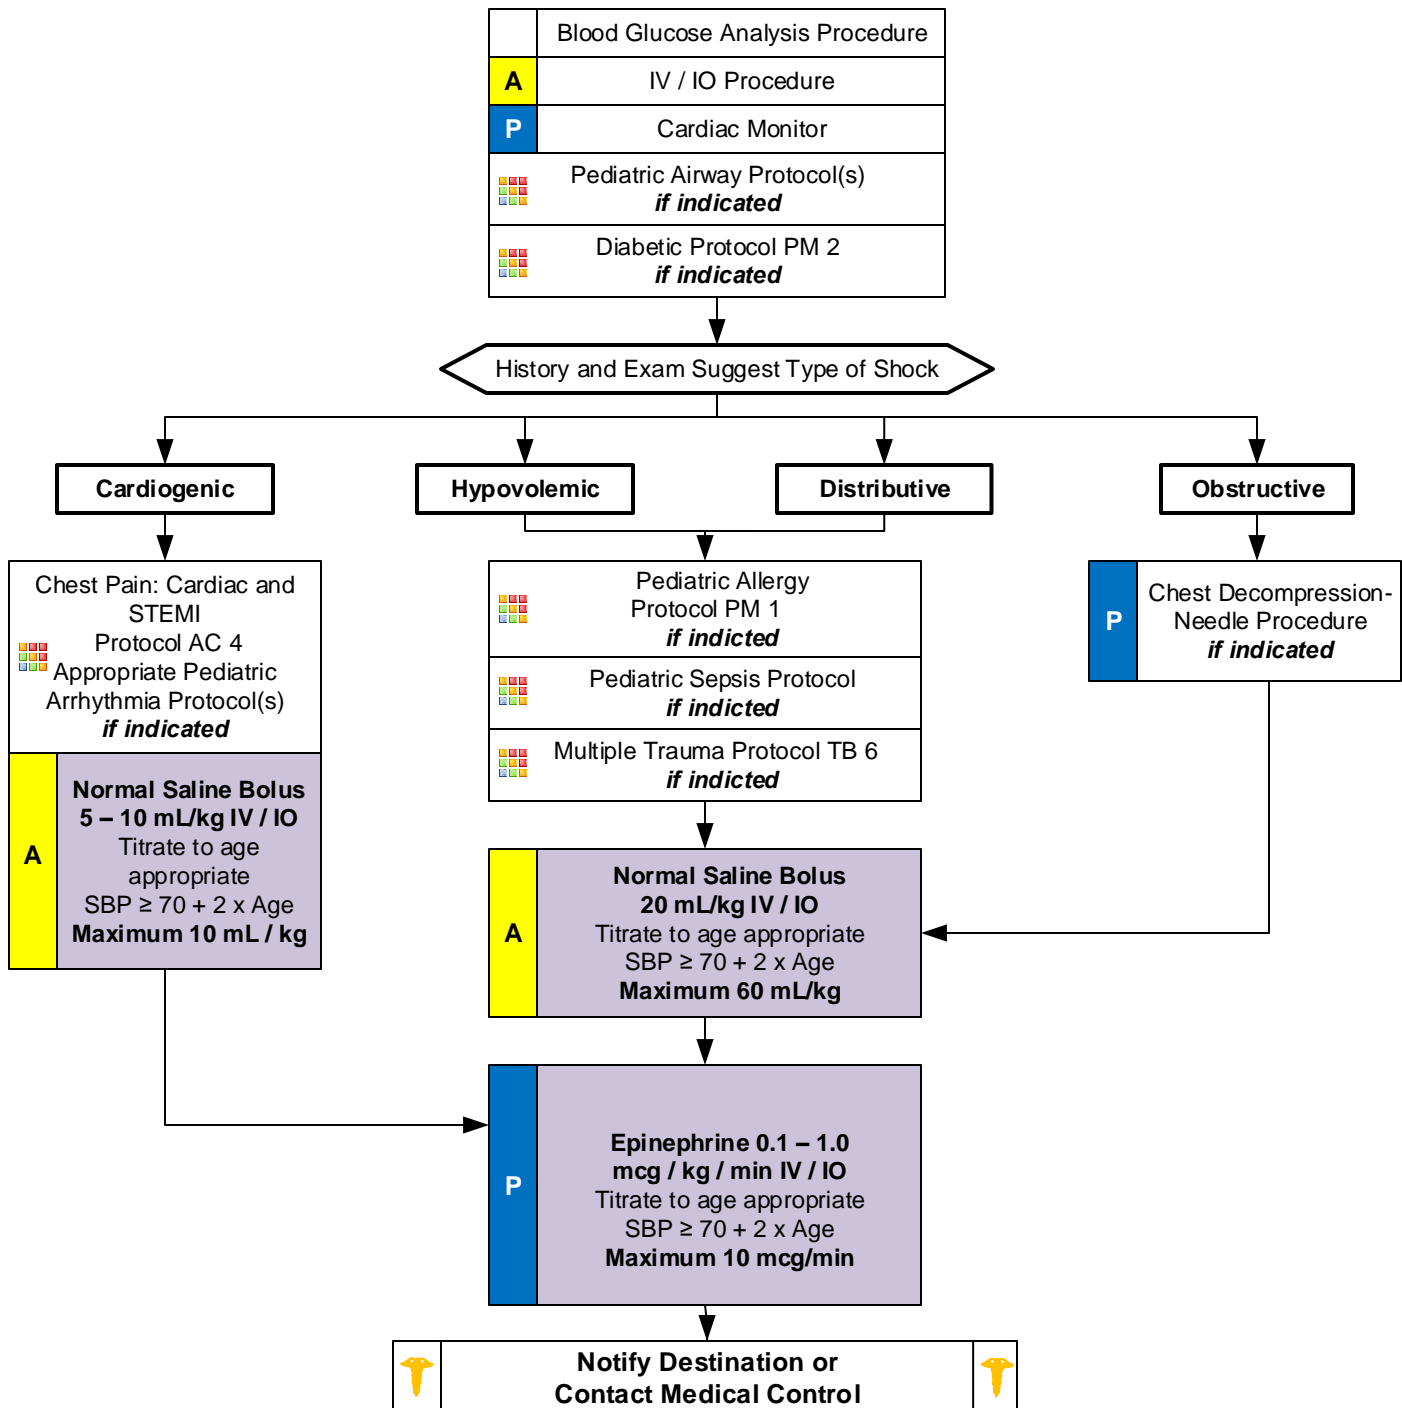 Blood Glucose Analysis Procedure
A
IV / IO Procedure
P
Cardiac Monitor
Pediatric Airway Protocol(s)
if indicated
Diabetic Protocol PM 2
if indicated
History and Exam Suggest Type of Shock
Cardiogenic
Hypovolemic
Distributive
Obstructive
Chest Pain: Cardiac and
STEMI
Protocol AC 4
Appropriate Pediatric
Arrhythmia Protocol(s)
if indicated
A
Normal Saline Bolus
5 – 10 mL/kg IV / IO
Titrate to age
appropriate
SBP ≥ 70 + 2 x Age
Maximum 10 mL / kg
Pediatric Allergy
Protocol PM 1
if indicted
Pediatric Sepsis Protocol
if indicted
Multiple Trauma Protocol TB 6
if indicted
P
Chest Decompression-
Needle Procedure
if indicated
A
Normal Saline Bolus
20 mL/kg IV / IO
Titrate to age appropriate
SBP ≥ 70 + 2 x Age
Maximum 60 mL/kg
P
Epinephrine 0.1 – 1.0
mcg / kg / min IV / IO
Titrate to age appropriate
SBP ≥ 70 + 2 x Age
Maximum 10 mcg/min
Notify Destination or
Contact Medical Control